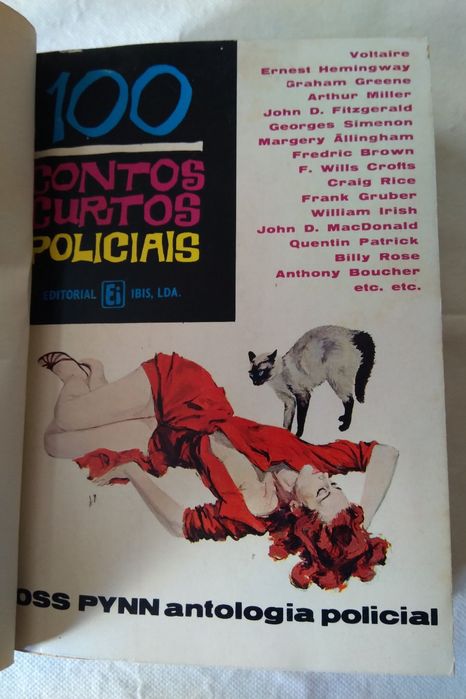 100
CONTOS
CURTOS
POLICIAIS
EDITORIAL Ei IBIS, LDA.
Voltaire
Ernest Hemingway
Graham Greene
Arthur Miller
John D. Fitzgerald
Georges Simenon
Margery Allingham
Fredric Brown
F. Wills Crofts
Craig Rice
Frank Gruber
William Irish
John D. MacDonald
Quentin Patrick
Billy Rose
Anthony Boucher
etc. etc.
OSS PYNN antologia policial